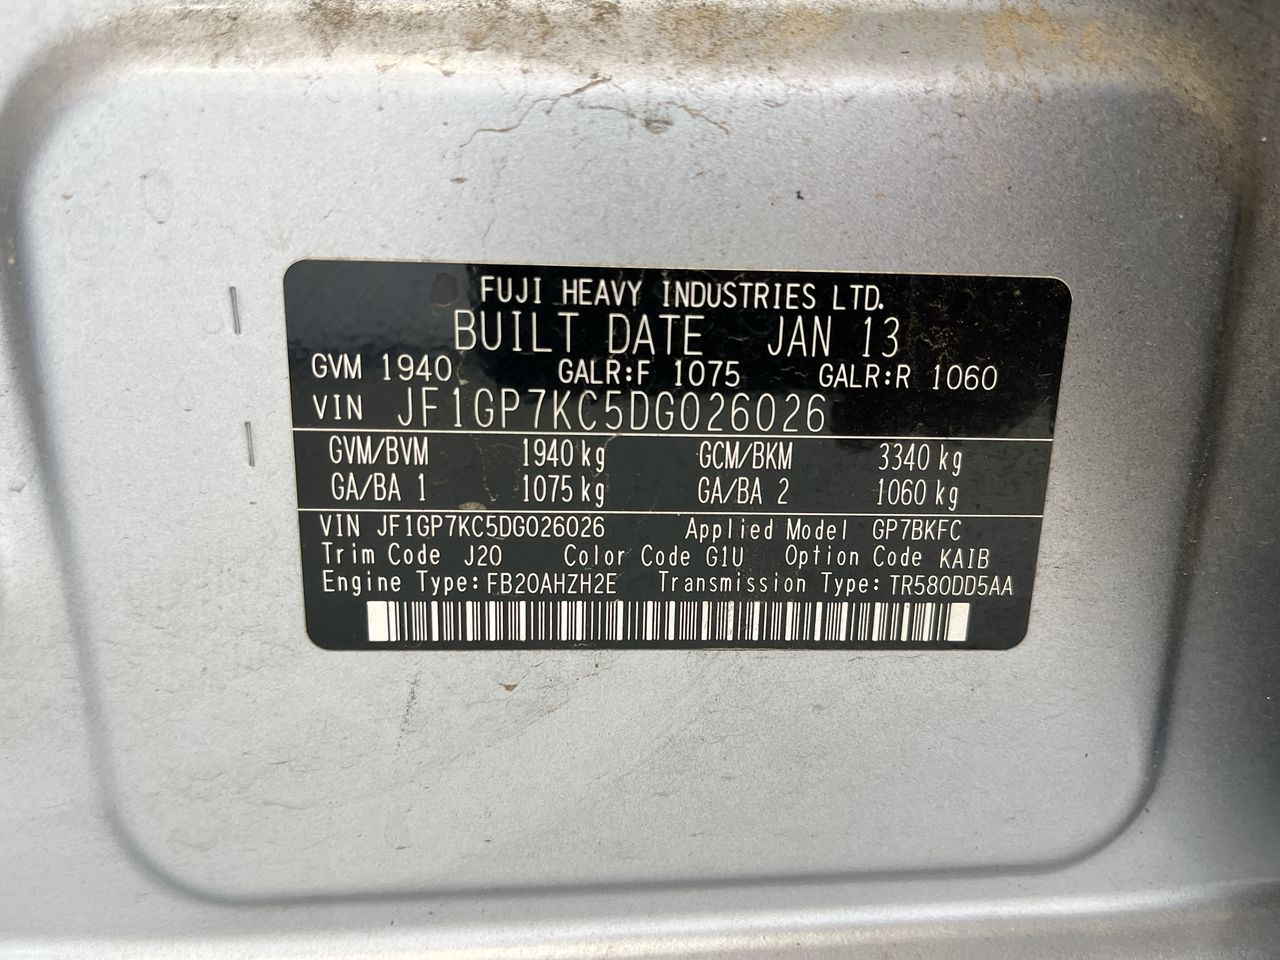 FUJI HEAVY INDUSTRIES LTD.
BUILT DATE JAN 13
GVM 1940 GALR:F 1075 GALR:R 1060
VIN JF1GP7KC5DG026026
GVM/BVM 1940 kg GCM/BKM 3340 kg
GA/BA 1 1075 kg GA/BA 2 1060 kg
VIN JF1GP7KC5DG026026 Applied Model GP7BKFC
Trim Code J20 Color Code G1U Option Code KAIB
Engine Type: FB20AHZH2E Transmission Type: TR580DD5AA